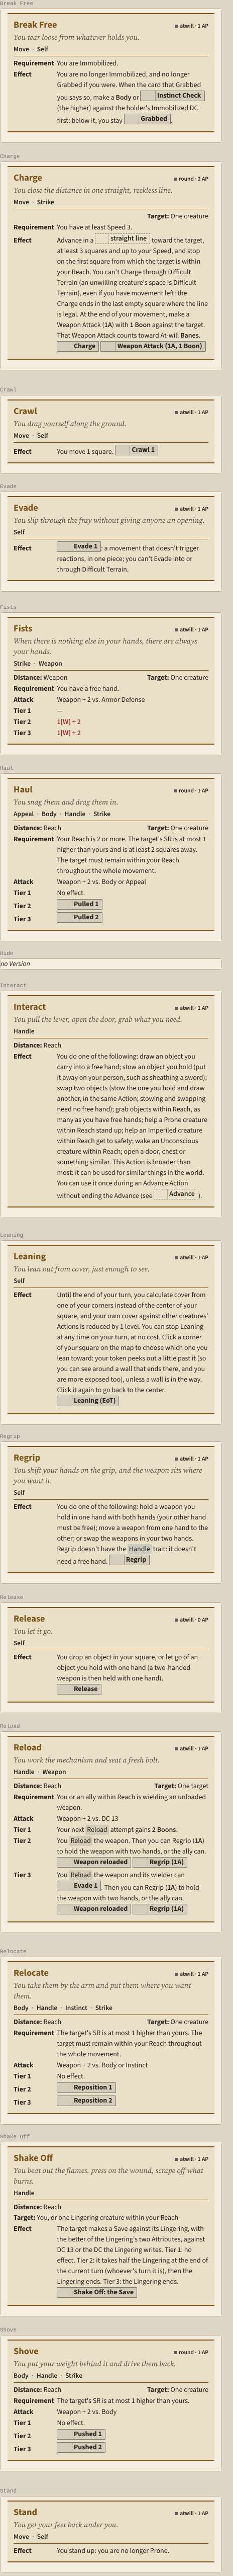 Break Free
Break Free
■ atwill · 1 AP
You tear loose from whatever holds you.
Move · Self
Requirement You are Immobilized.
Effect You are no longer Immobilized, and no longer
Grabbed if you were. When the card that Grabbed
you says so, make a Body or Instinct Check
(the higher) against the holder's Immobilized DC
first: below it, you stay Grabbed.
Charge
Charge
■ round · 2 AP
You close the distance in one straight, reckless line.
Move · Strike
Target: One creature
Requirement You have at least Speed 3.
Effect Advance in a straight line toward the target,
at least 3 squares and up to your Speed, and stop
on the first square from which the target is within
your Reach. You can't Charge through Difficult
Terrain (an unwilling creature's space is Difficult
Terrain), even if you have movement left: the
Charge ends in the last empty square where the line
is legal. At the end of your movement, make a
Weapon Attack (1A) with 1 Boon against the target.
That Weapon Attack counts toward At-will Banes.
Charge Weapon Attack (1A, 1 Boon)
Crawl
Crawl
■ atwill · 1 AP
You drag yourself along the ground.
Move · Self
Effect You move 1 square. Crawl 1
Evade
Evade
■ atwill · 1 AP
You slip through the fray without giving anyone an opening.
Self
Effect Evade 1: a movement that doesn't trigger
reactions, in one piece; you can't Evade into or
through Difficult Terrain.
Fists
Fists
■ atwill · 1 AP
When there is nothing else in your hands, there are always
your hands.
Strike · Weapon
Distance: Weapon Target: One creature
Requirement You have a free hand.
Attack Weapon + 2 vs. Armor Defense
Tier 1 —
Tier 2 1[W] + 2
Tier 3 1[W] + 2
Haul
Haul
■ round · 1 AP
You snag them and drag them in.
Appeal · Body · Handle · Strike
Distance: Reach Target: One creature
Requirement Your Reach is 2 or more. The target's SR is at most 1
higher than yours and is at least 2 squares away.
The target must remain within your Reach
throughout the whole movement.
Attack Weapon + 2 vs. Body or Appeal
Tier 1 No effect.
Tier 2 Pulled 1
Tier 3 Pulled 2
Hide
no Version
Interact
Interact
■ atwill · 1 AP
You pull the lever, open the door, grab what you need.
Handle
Distance: Reach
Effect You do one of the following: draw an object you
carry into a free hand; stow an object you hold (put
it away on your person, such as sheathing a sword);
swap two objects (stow the one you hold and draw
another, in the same Action; stowing and swapping
need no free hand); grab objects within Reach, as
many as you have free hands; help a Prone creature
within Reach stand up; help an Imperiled creature
within Reach get to safety; wake an Unconscious
creature within Reach; open a door, chest or
something similar. This Action is broader than
most: it can be used for similar things in the world.
You can use it once during an Advance Action
without ending the Advance (see Advance).
Leaning
Leaning
■ atwill · 1 AP
You lean out from cover, just enough to see.
Self
Effect Until the end of your turn, you calculate cover from
one of your corners instead of the center of your
square, and your own cover against other creatures'
Actions is reduced by 1 level. You can stop Leaning
at any time on your turn, at no cost. Click a corner
of your square on the map to choose which one you
lean toward: your token peeks out a little past it (so
you can see around a wall that ends there, and you
are more exposed too), unless a wall is in the way.
Click it again to go back to the center.
Leaning (EoT)
Regrip
Regrip
■ atwill · 1 AP
You shift your hands on the grip, and the weapon sits where
you want it.
Self
Effect You do one of the following: hold a weapon you
hold in one hand with both hands (your other hand
must be free); move a weapon from one hand to the
other; or swap the weapons in your two hands.
Regrip doesn't have the Handle trait: it doesn't
need a free hand. Regrip
Release
Release
■ atwill · 0 AP
You let it go.
Self
Effect You drop an object in your square, or let go of an
object you hold with one hand (a two-handed
weapon is then held with one hand).
Release
Reload
Reload
■ atwill · 1 AP
You work the mechanism and seat a fresh bolt.
Handle · Weapon
Distance: Reach Target: One target
Requirement You or an ally within Reach is wielding an unloaded
weapon.
Attack Weapon + 2 vs. DC 13
Tier 1 Your next Reload attempt gains 2 Boons.
Tier 2 You Reload the weapon. Then you can Regrip (1A)
to hold the weapon with two hands, or the ally can.
Weapon reloaded Regrip (1A)
Tier 3 You Reload the weapon and its wielder can
Evade 1. Then you can Regrip (1A) to hold
the weapon with two hands, or the ally can.
Weapon reloaded Regrip (1A)
Relocate
Relocate
■ atwill · 1 AP
You take them by the arm and put them where you want
them.
Body · Handle · Instinct · Strike
Distance: Reach Target: One creature
Requirement The target's SR is at most 1 higher than yours. The
target must remain within your Reach throughout
the whole movement.
Attack Weapon + 2 vs. Body or Instinct
Tier 1 No effect.
Tier 2 Reposition 1
Tier 3 Reposition 2
Shake Off
Shake Off
■ atwill · 1 AP
You beat out the flames, press on the wound, scrape off what
burns.
Handle
Distance: Reach
Target: You, or one Lingering creature within your Reach
Effect The target makes a Save against its Lingering, with
the better of the Lingering's two Attributes, against
DC 13 or the DC the Lingering writes. Tier 1: no
effect. Tier 2: it takes half the Lingering at the end of
the current turn (whoever's turn it is), then the
Lingering ends. Tier 3: the Lingering ends.
Shake Off: the Save
Shove
Shove
■ round · 1 AP
You put your weight behind it and drive them back.
Body · Handle · Strike
Distance: Reach Target: One creature
Requirement The target's SR is at most 1 higher than yours.
Attack Weapon + 2 vs. Body
Tier 1 No effect.
Tier 2 Pushed 1
Tier 3 Pushed 2
Stand
Stand
■ atwill · 1 AP
You get your feet back under you.
Move · Self
Effect You stand up: you are no longer Prone.